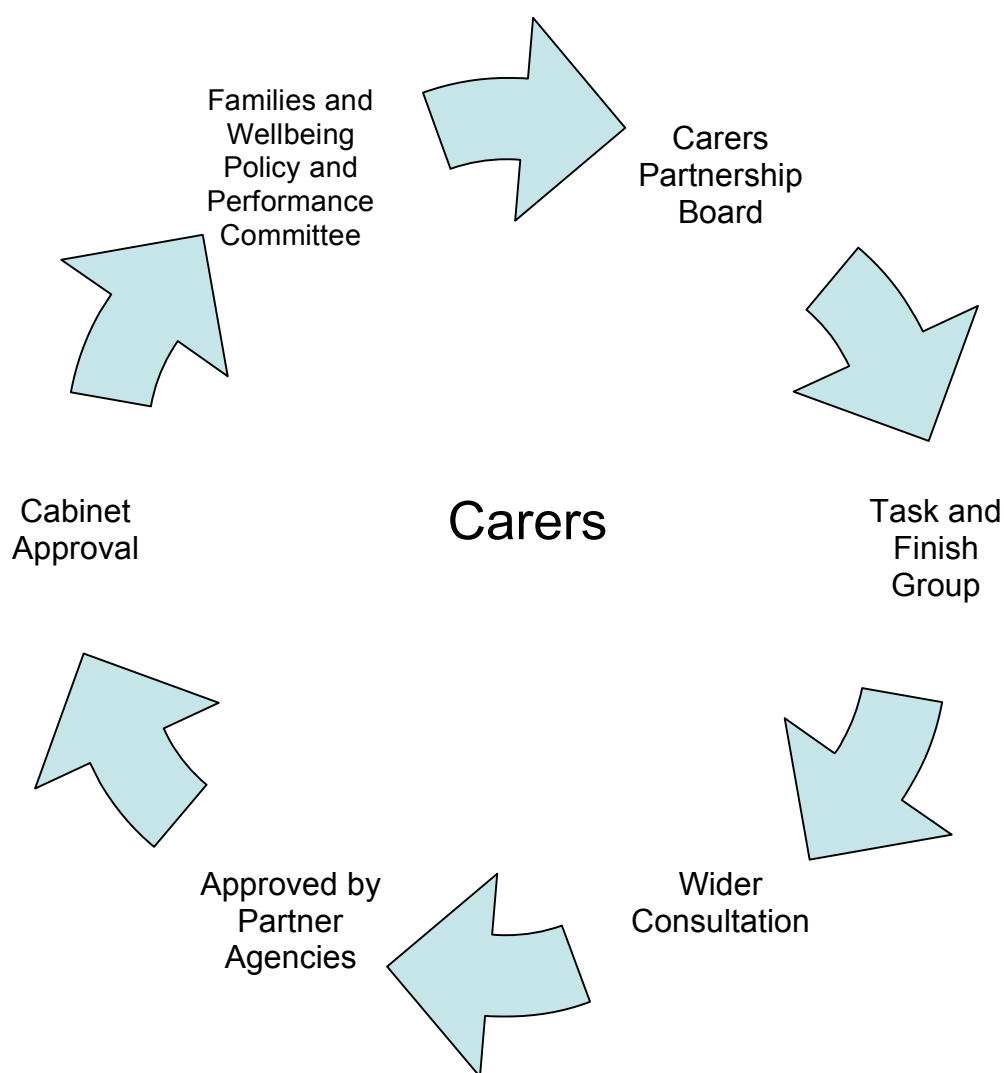 Families and
Wellbeing
Policy and
Performance
Committee
Carers
Partnership
Board
Cabinet
Approval
Carers
Task and
Finish
Group
Approved by
Partner
Agencies
Wider
Consultation